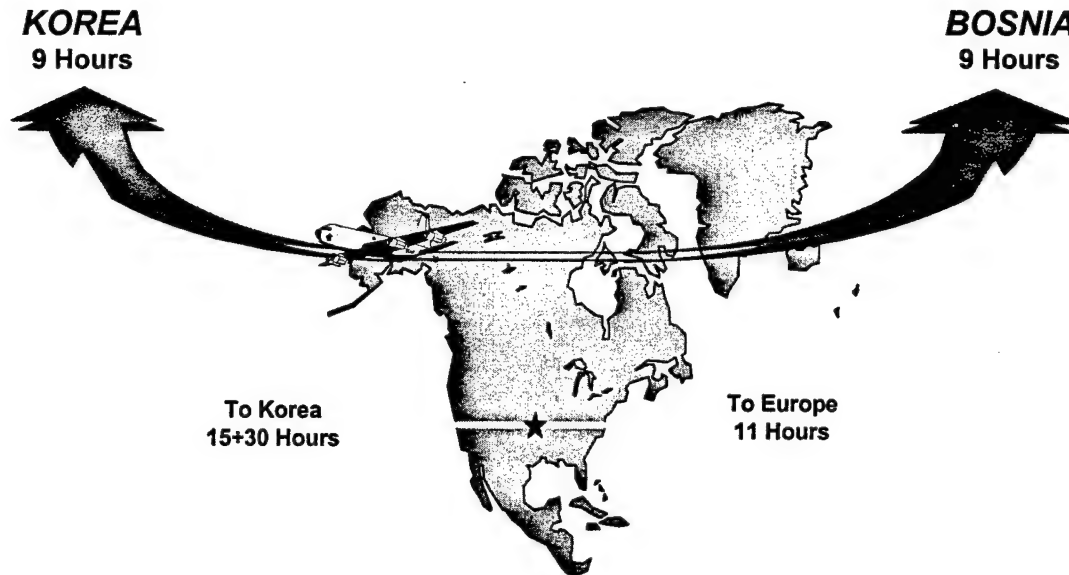 KOREA
9 Hours
BOSNIA
9 Hours
To Korea
15+30 Hours
To Europe
11 Hours